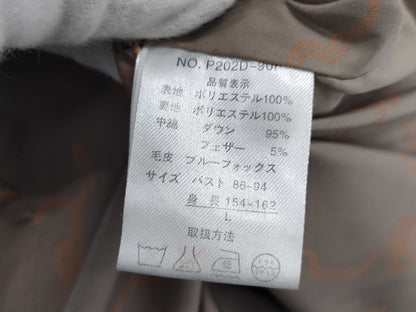 NO. P202D-90
品質表示
表地 ポリエステル100%
裏地 ポリエステル100%
中綿 ダウン 95%
フェザー 5%
毛皮 ブルーフォックス
サイズ バスト 86-94
身長 154-162
L
取扱方法